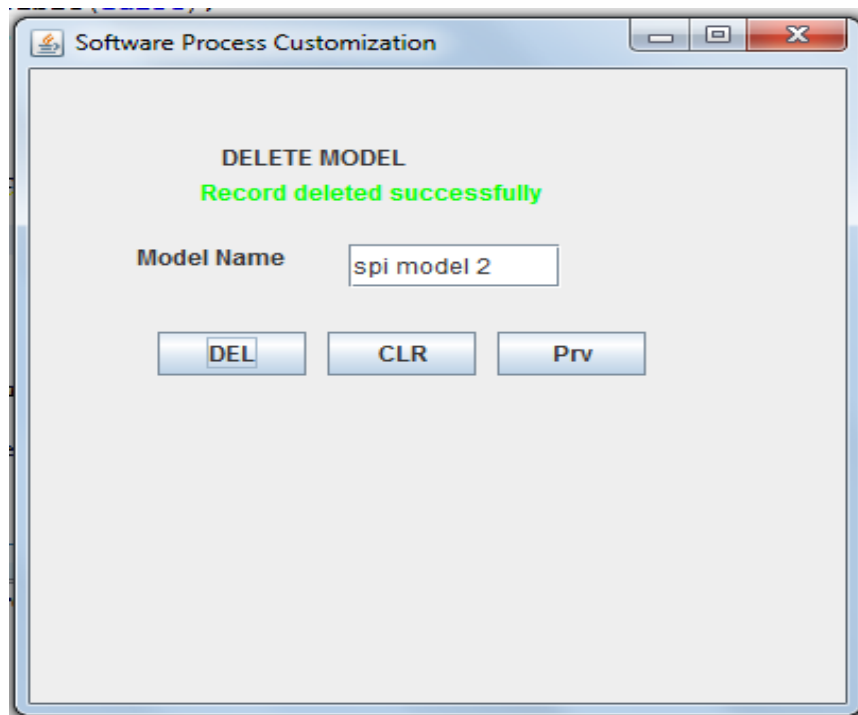 Software Process Customization
DELETE MODEL
Record deleted successfully
Model Name
spi model 2
DEL CLR Prv